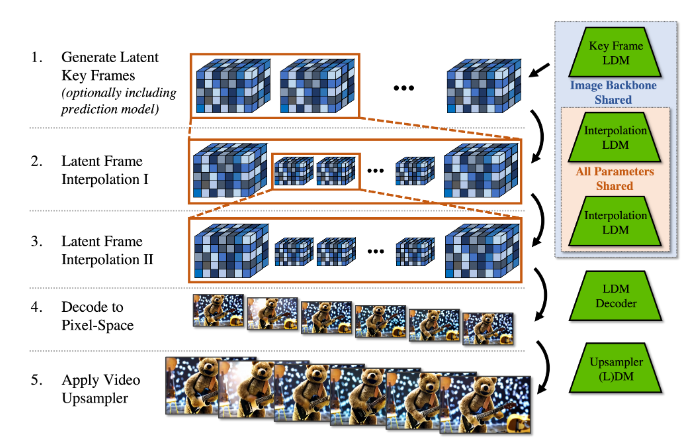 1. Generate Latent
Key Frames
(optionally including
prediction model)
2. Latent Frame
Interpolation I
3. Latent Frame
Interpolation II
4. Decode to
Pixel-Space
5. Apply Video
Upsampler
Key Frame
LDM
Image Backbone
Shared
Interpolation
LDM
All Parameters
Shared
Interpolation
LDM
LDM
Decoder
Upsampler
(L)DM